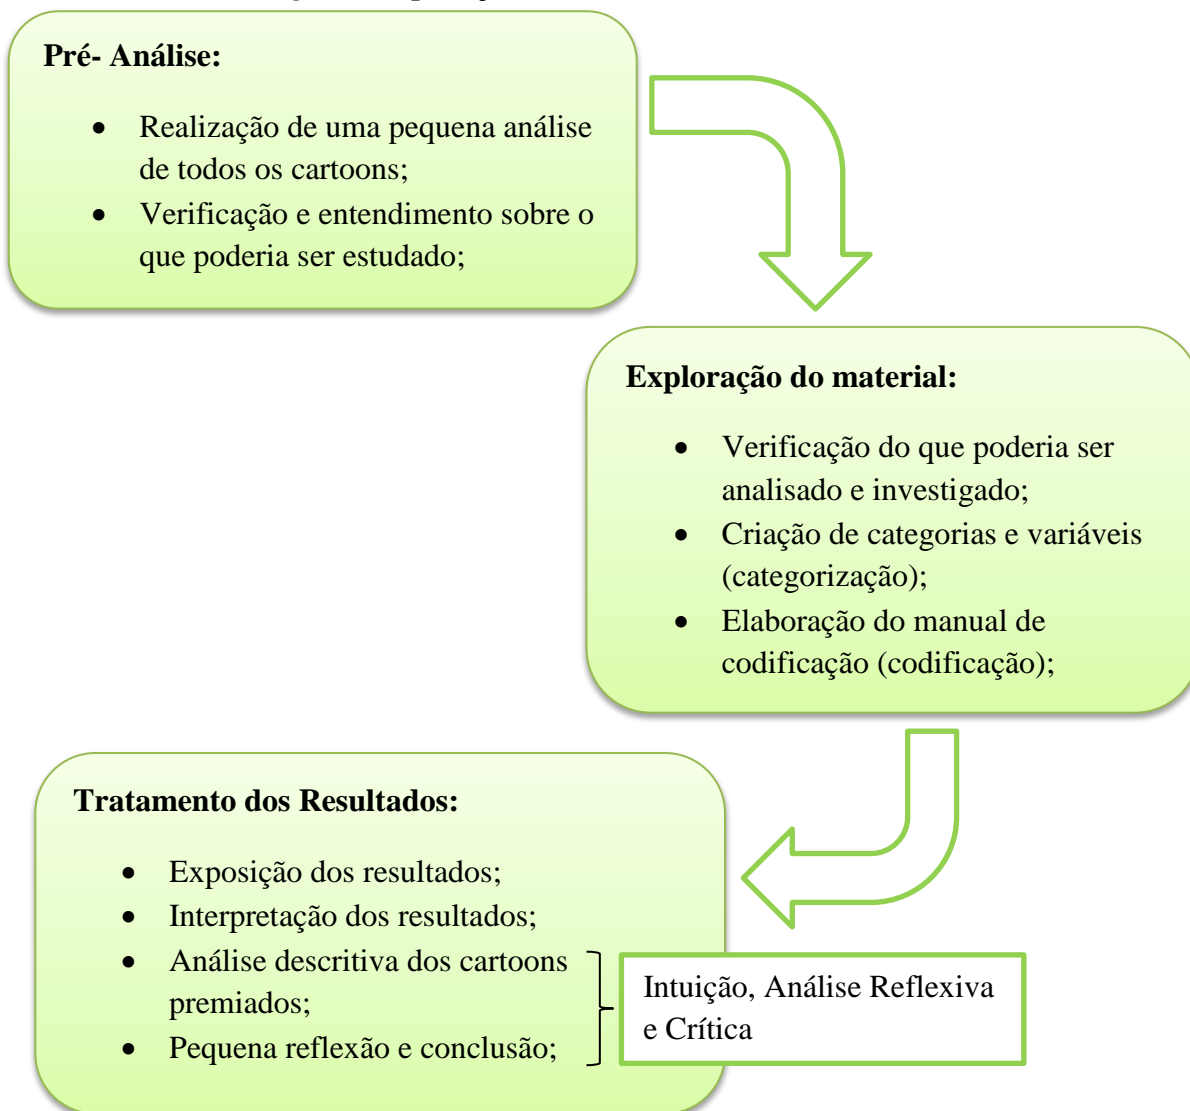 Pré- Análise:
• Realização de uma pequena análise
de todos os cartoons;
• Verificação e entendimento sobre o
que poderia ser estudado;
Exploração do material:
• Verificação do que poderia ser
analisado e investigado;
• Criação de categorias e variáveis
(categorização);
• Elaboração do manual de
codificação (codificação);
Tratamento dos Resultados:
• Exposição dos resultados;
• Interpretação dos resultados;
• Análise descritiva dos cartoons
premiados;
• Pequena reflexão e conclusão;
Intuição, Análise Reflexiva
e Crítica